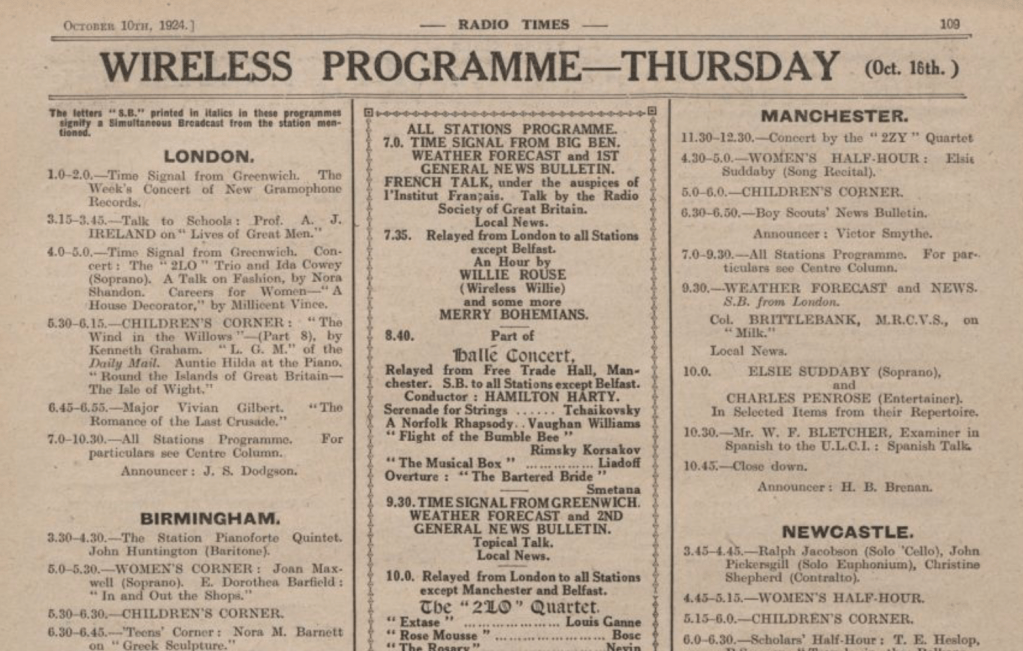 OCTOBER 10TH, 1924.]
RADIO TIMES
109
WIRELESS PROGRAMME—THURSDAY (Oct. 16th.)
The letters "S.B." printed in italics in these programmes
signify a Simultaneous Broadcast from the station men-
tioned.
LONDON.
1.0-2.0.—Time Signal from Greenwich. The
Week's Concert of New Gramophone
Records.
3.15-3.45.—Talk to Schools: Prof. A. J.
IRELAND on "Lives of Great Men."
4.0-5.0.—Time Signal from Greenwich. Con-
cert: The "2LO" Trio and Ida Cowey
(Soprano). A Talk on Fashion, by Nora
Shandon. Careers for Women—"A
House Decorator," by Millicent Vince.
5.30-6.15.—CHILDREN'S CORNER: "The
Wind in the Willows"—(Part 8), by
Kenneth Graham. "L. G. M." of the
Daily Mail. Auntie Hilda at the Piano.
"Round the Islands of Great Britain—
The Isle of Wight."
6.45-6.55.—Major Vivian Gilbert. "The
Romance of the Last Crusade."
7.0-10.30.—All Stations Programme. For
particulars see Centre Column.
Announcer: J. S. Dodgson.
BIRMINGHAM.
3.30-4.30.—The Station Pianoforte Quintet.
John Huntington (Baritone).
5.0-5.30.—WOMEN'S CORNER: Joan Max-
well (Soprano). E. Dorothea Barfield:
"In and Out the Shops."
5.30-6.30.—CHILDREN'S CORNER.
6.30-6.45.—'Teens' Corner: Nora M. Barnett
on "Greek Sculpture."
ALL STATIONS PROGRAMME.
7.0. TIME SIGNAL FROM BIG BEN.
WEATHER FORECAST and 1ST
GENERAL NEWS BULLETIN.
FRENCH TALK, under the auspices of
l'Institut Français. Talk by the Radio
Society of Great Britain.
Local News.
7.35. Relayed from London to all Stations
except Belfast.
An Hour by
WILLIE ROUSE
(Wireless Willie)
and some more
MERRY BOHEMIANS.
8.40. Part of
Halle Concert,
Relayed from Free Trade Hall, Man-
chester. S.B. to all Stations except Belfast.
Conductor: HAMILTON HARTY.
Serenade for Strings ...... Tchaikovsky
A Norfolk Rhapsody.. Vaughan Williams
"Flight of the Bumble Bee"
Rimsky Korsakov
"The Musical Box" ............... Liadoff
Overture: "The Bartered Bride"
Smetana
9.30. TIME SIGNAL FROM GREENWICH.
WEATHER FORECAST and 2ND
GENERAL NEWS BULLETIN.
Topical Talk.
Local News.
10.0. Relayed from London to all Stations
except Manchester and Belfast.
The "2LO" Quartet.
"Extase" ........................ Louis Ganne
"Rose Mousse" ........................ Bosc
"The Rosary" Nevin
MANCHESTER.
11.30-12.30.—Concert by the "2ZY" Quartet
4.30-5.0.—WOMEN'S HALF-HOUR: Elsie
Suddaby (Song Recital).
5.0-6.0.—CHILDREN'S CORNER.
6.30-6.50.—Boy Scouts' News Bulletin.
Announcer: Victor Smythe.
7.0-9.30.—All Stations Programme. For par-
ticulars see Centre Column.
9.30.—WEATHER FORECAST and NEWS.
S.B. from London.
Col. BRITTLEBANK, M.R.C.V.S., on
"Milk."
Local News.
10.0. ELSIE SUDDABY (Soprano),
and
CHARLES PENROSE (Entertainer).
In Selected Items from their Repertoire.
10.30.—Mr. W. F. BLETCHER, Examiner in
Spanish to the U.L.C.I.: Spanish Talk.
10.45.—Close down.
Announcer: H. B. Brenan.
NEWCASTLE.
3.45-4.45.—Ralph Jacobson (Solo 'Cello), John
Pickersgill (Solo Euphonium), Christine
Shepherd (Contralto).
4.45-5.15.—WOMEN'S HALF-HOUR.
5.15-6.0.—CHILDREN'S CORNER.
6.0-6.30.—Scholars' Half-Hour: T. E. Heslop,